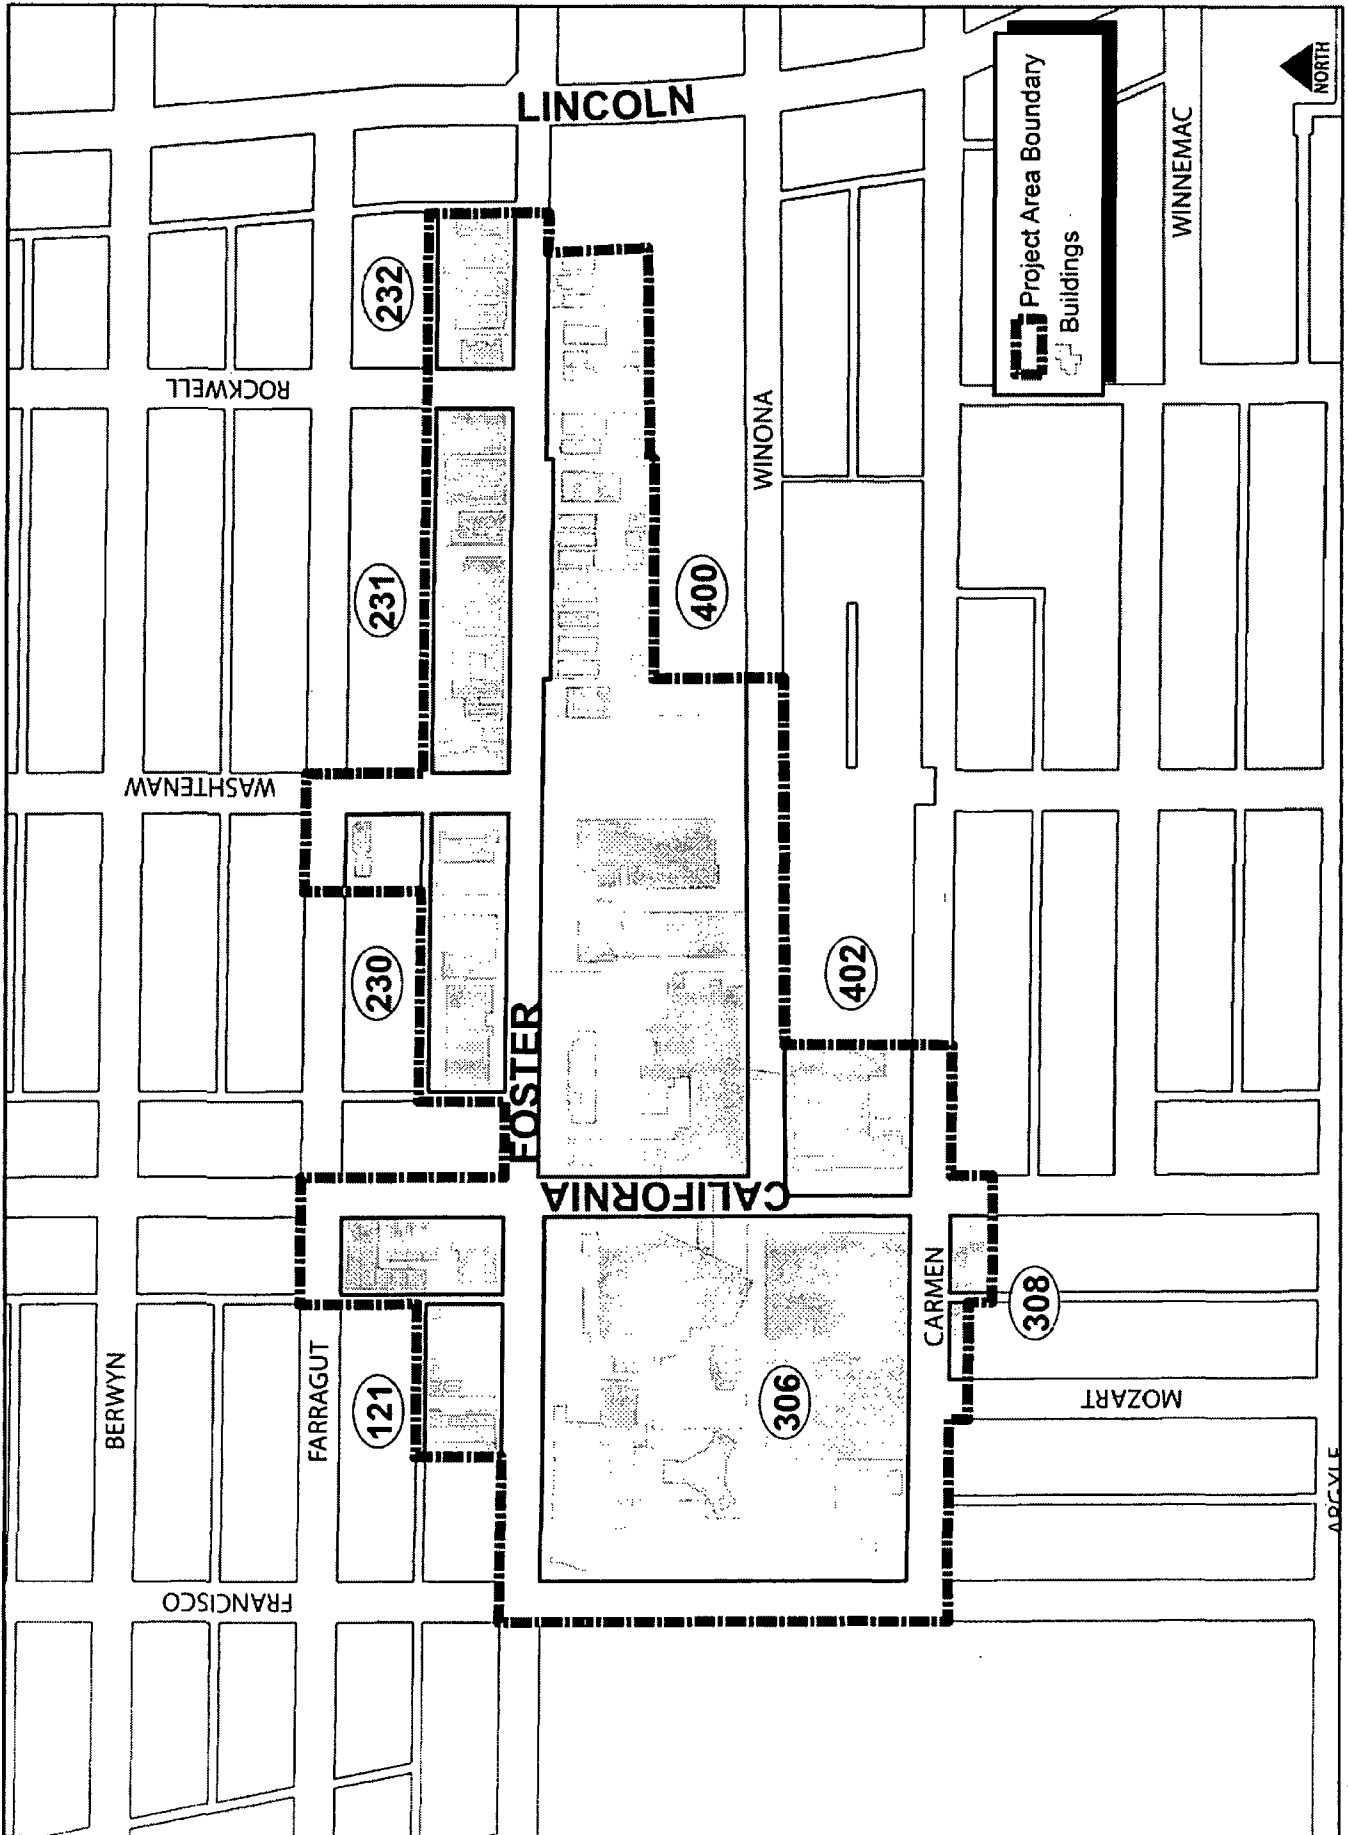 LINCOLN
Project Area Boundary
Buildings
NORTH
WINNEMAC
232
ROCKWELL
WINONA
231
400
WASHTENAW
230
402
FOSTER
CALIFORNIA
CARMEN
308
BERWYN
FARRAGUT
121
306
MOZART
ARGYLE
FRANCISCO